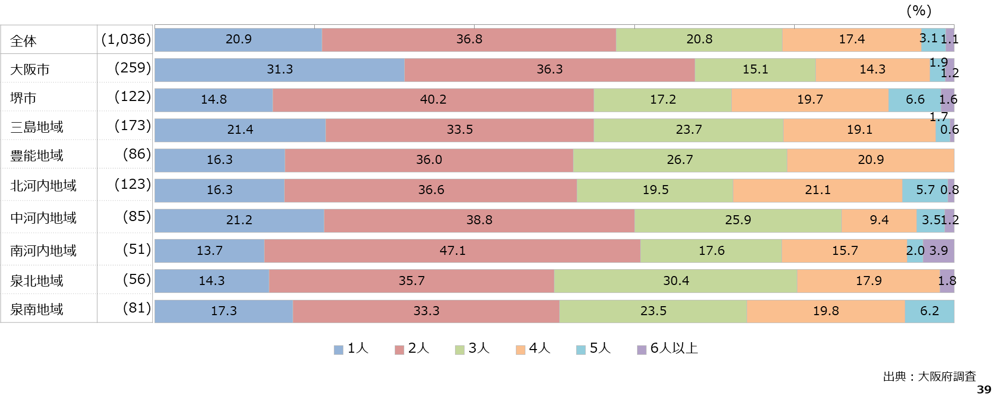 (%)
全体 (1,036) 20.9 36.8 20.8 17.4 3.1 1.1
大阪市 (259) 31.3 36.3 15.1 14.3 1.9 1.2
堺市 (122) 14.8 40.2 17.2 19.7 6.6 1.6
三島地域 (173) 21.4 33.5 23.7 19.1 1.7 0.6
豊能地域 (86) 16.3 36.0 26.7 20.9
北河内地域 (123) 16.3 36.6 19.5 21.1 5.7 0.8
中河内地域 (85) 21.2 38.8 25.9 9.4 3.5 1.2
南河内地域 (51) 13.7 47.1 17.6 15.7 2.0 3.9
泉北地域 (56) 14.3 35.7 30.4 17.9 1.8
泉南地域 (81) 17.3 33.3 23.5 19.8 6.2
1人 2人 3人 4人 5人 6人以上
出典：大阪府調査
39